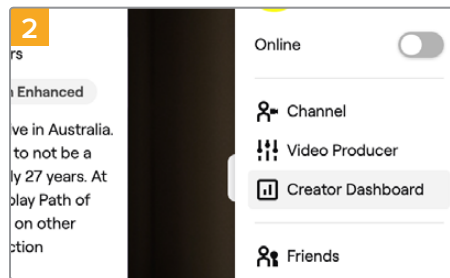 2
rs
Enhanced
ve in Australia.
to not be a
ly 27 years. At
play Path of
on other
ction
Online
Channel
Video Producer
Creator Dashboard
Friends